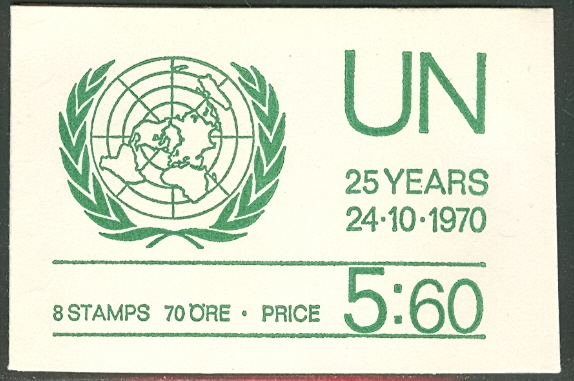 UN
25 YEARS
24·10·1970
8 STAMPS 70 ÖRE · PRICE 5:60